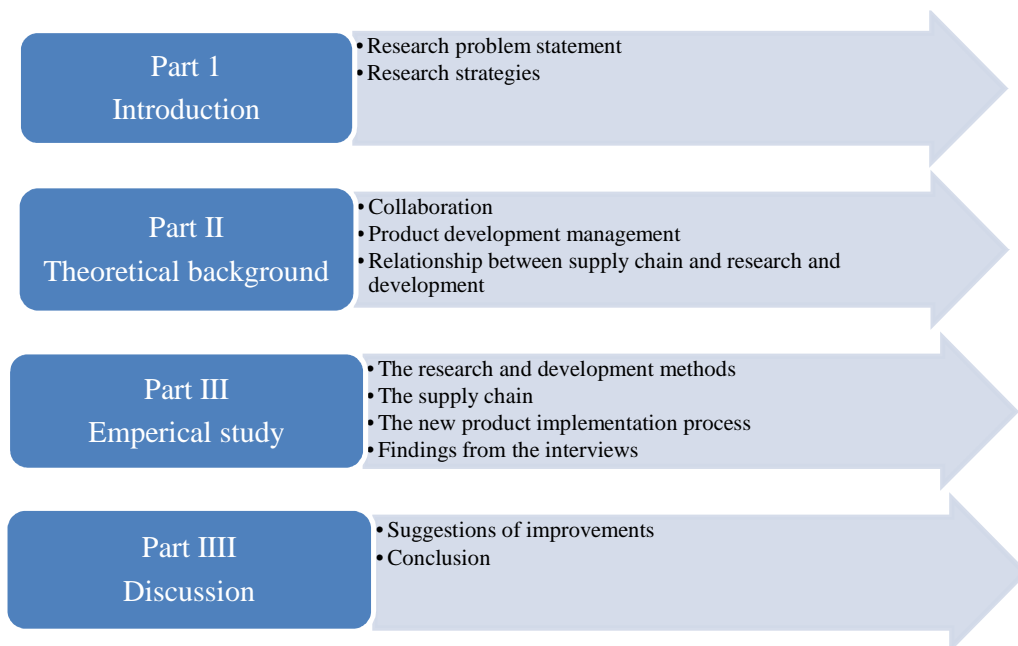 Part 1
Introduction
• Research problem statement
• Research strategies
Part II
Theoretical background
• Collaboration
• Product development management
• Relationship between supply chain and research and
development
Part III
Emperical study
• The research and development methods
• The supply chain
• The new product implementation process
• Findings from the interviews
Part IIII
Discussion
• Suggestions of improvements
• Conclusion